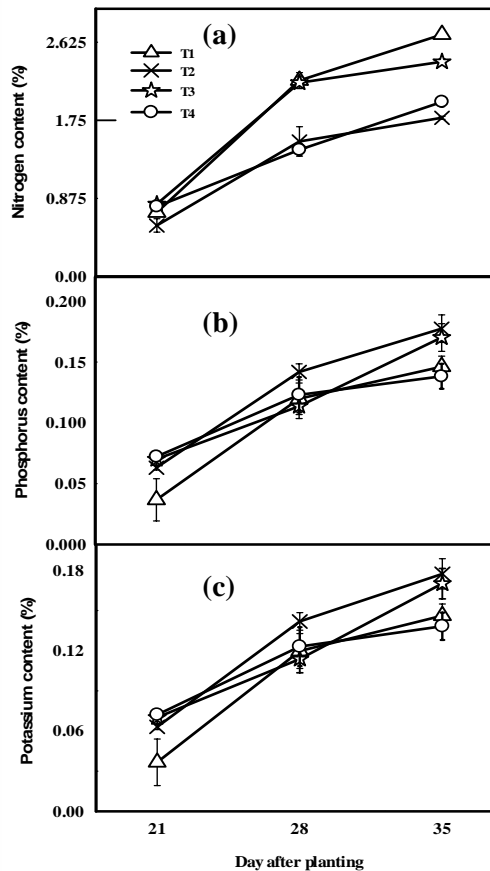 (a)
T1
T2
T3
T4
2.625
1.75
0.875
0.00
Nitrogen content (%)
(b)
0.200
0.15
0.100
0.05
0.000
Phosphorus content (%)
(c)
0.18
0.12
0.06
0.00
Potassium content (%)
21 28 35
Day after planting